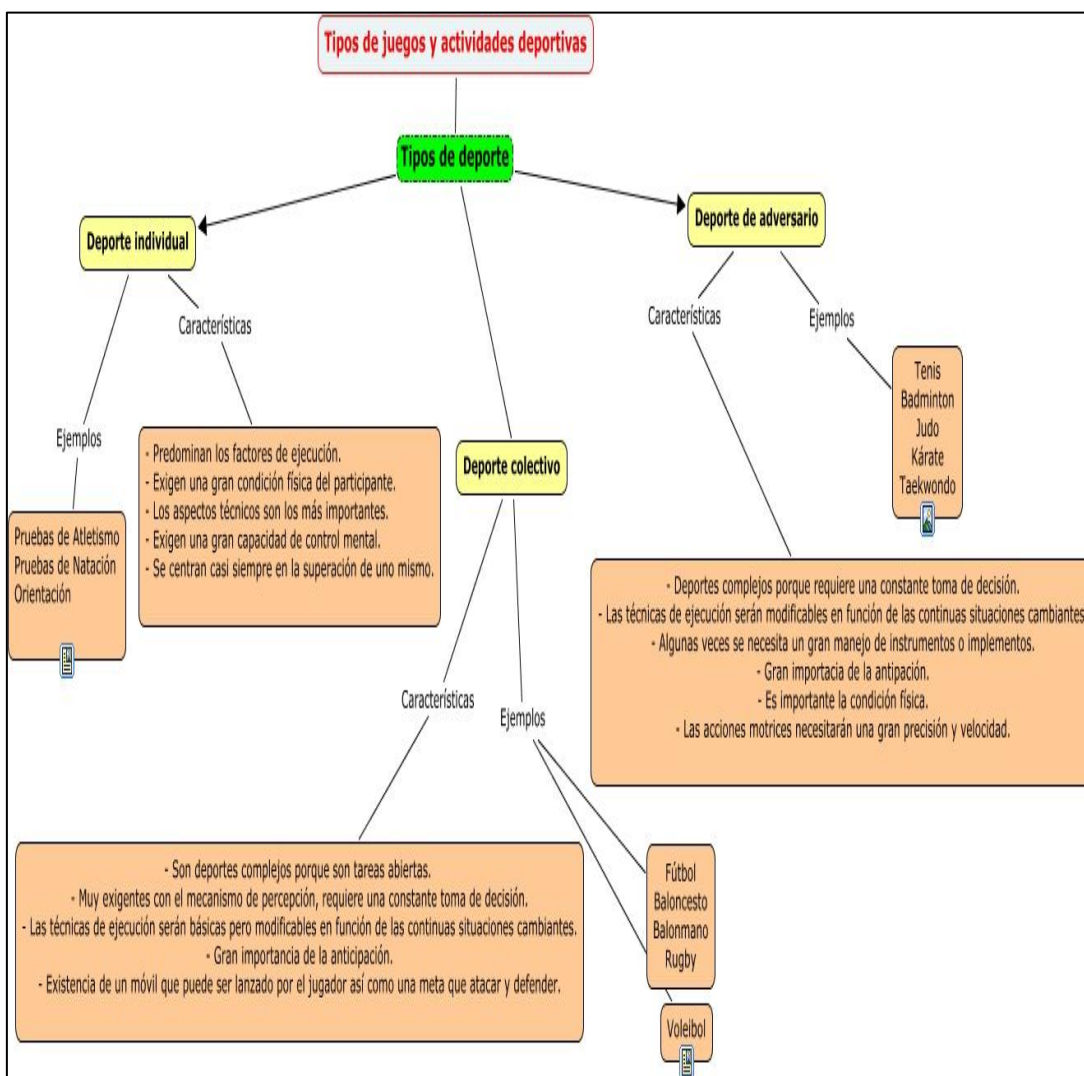 Tipos de juegos y actividades deportivas
Tipos de deporte
Deporte individual
Características
Ejemplos
Pruebas de Atletismo
Pruebas de Natación
Orientación
- Predominan los factores de ejecución.
- Exigen una gran condición física del participante.
- Los aspectos técnicos son los más importantes.
- Exigen una gran capacidad de control mental.
- Se centran casi siempre en la superación de uno mismo.
Deporte colectivo
Características
Ejemplos
- Son deportes complejos porque son tareas abiertas.
- Muy exigentes con el mecanismo de percepción, requiere una constante toma de decisión.
- Las técnicas de ejecución serán básicas pero modificables en función de las continuas situaciones cambiantes.
- Gran importancia de la anticipación.
- Existencia de un móvil que puede ser lanzado por el jugador así como una meta que atacar y defender.
Fútbol
Baloncesto
Balonmano
Rugby
Voleibol
Deporte de adversario
Características
Ejemplos
Tenis
Badminton
Judo
Kárate
Taekwondo
- Deportes complejos porque requiere una constante toma de decisión.
- Las técnicas de ejecución serán modificables en función de las continuas situaciones cambiantes
- Algunas veces se necesita un gran manejo de instrumentos o implementos.
- Gran importacia de la antipación.
- Es importante la condición física.
- Las acciones motrices necesitarán una gran precisión y velocidad.